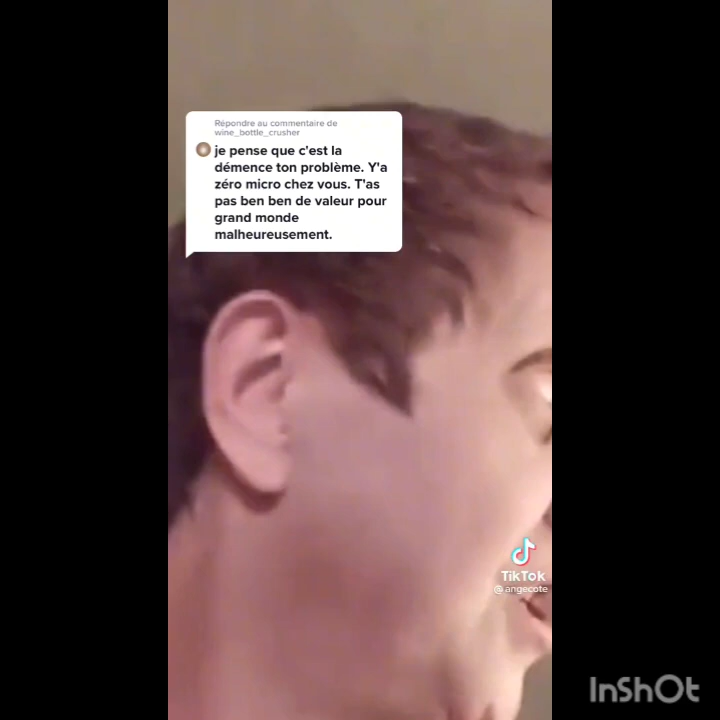 Répondre au commentaire de
wine_bottle_crusher
je pense que c'est la
démence ton problème. Y'a
zéro micro chez vous. T'as
pas ben ben de valeur pour
grand monde
malheureusement.
TikTok
@angecote
InShOt